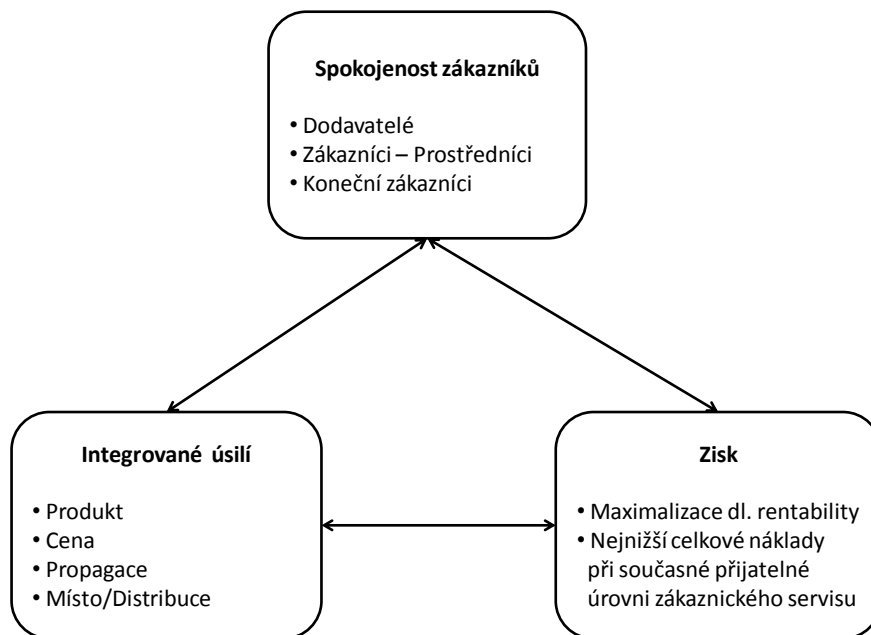 Spokojenost zákazníků
• Dodavatelé
• Zákazníci – Prostředníci
• Koneční zákazníci
Integrované úsilí
• Produkt
• Cena
• Propagace
• Místo/Distribuce
Zisk
• Maximalizace dl. rentability
• Nejnižší celkové náklady
při současné přijatelné
úrovni zákaznického servisu